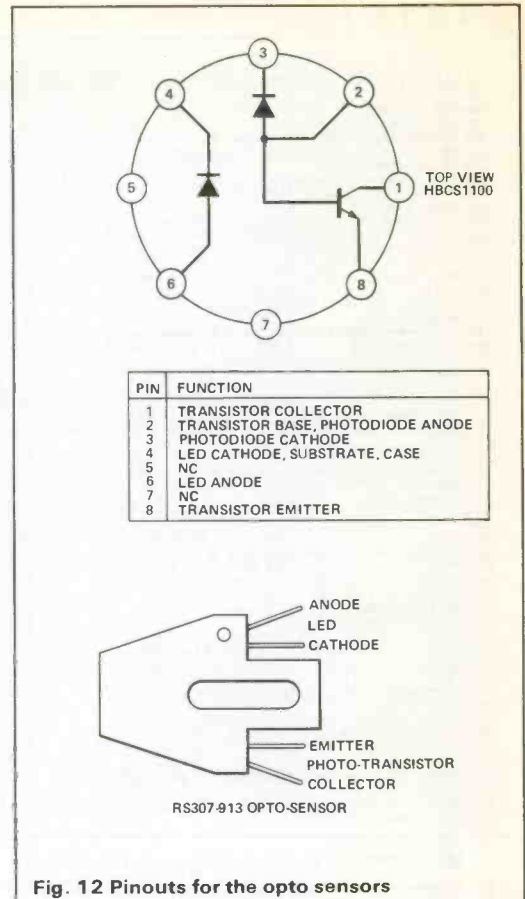 3
4
2
5
1
TOP VIEW
HBCS1100
6
8
7
PIN FUNCTION
1 TRANSISTOR COLLECTOR
2 TRANSISTOR BASE, PHOTODIODE ANODE
3 PHOTODIODE CATHODE
4 LED CATHODE, SUBSTRATE, CASE
5 NC
6 LED ANODE
7 NC
8 TRANSISTOR EMITTER
ANODE
LED
CATHODE
EMITTER
PHOTO-TRANSISTOR
COLLECTOR
RS307-913 OPTO-SENSOR
Fig. 12 Pinouts for the opto sensors